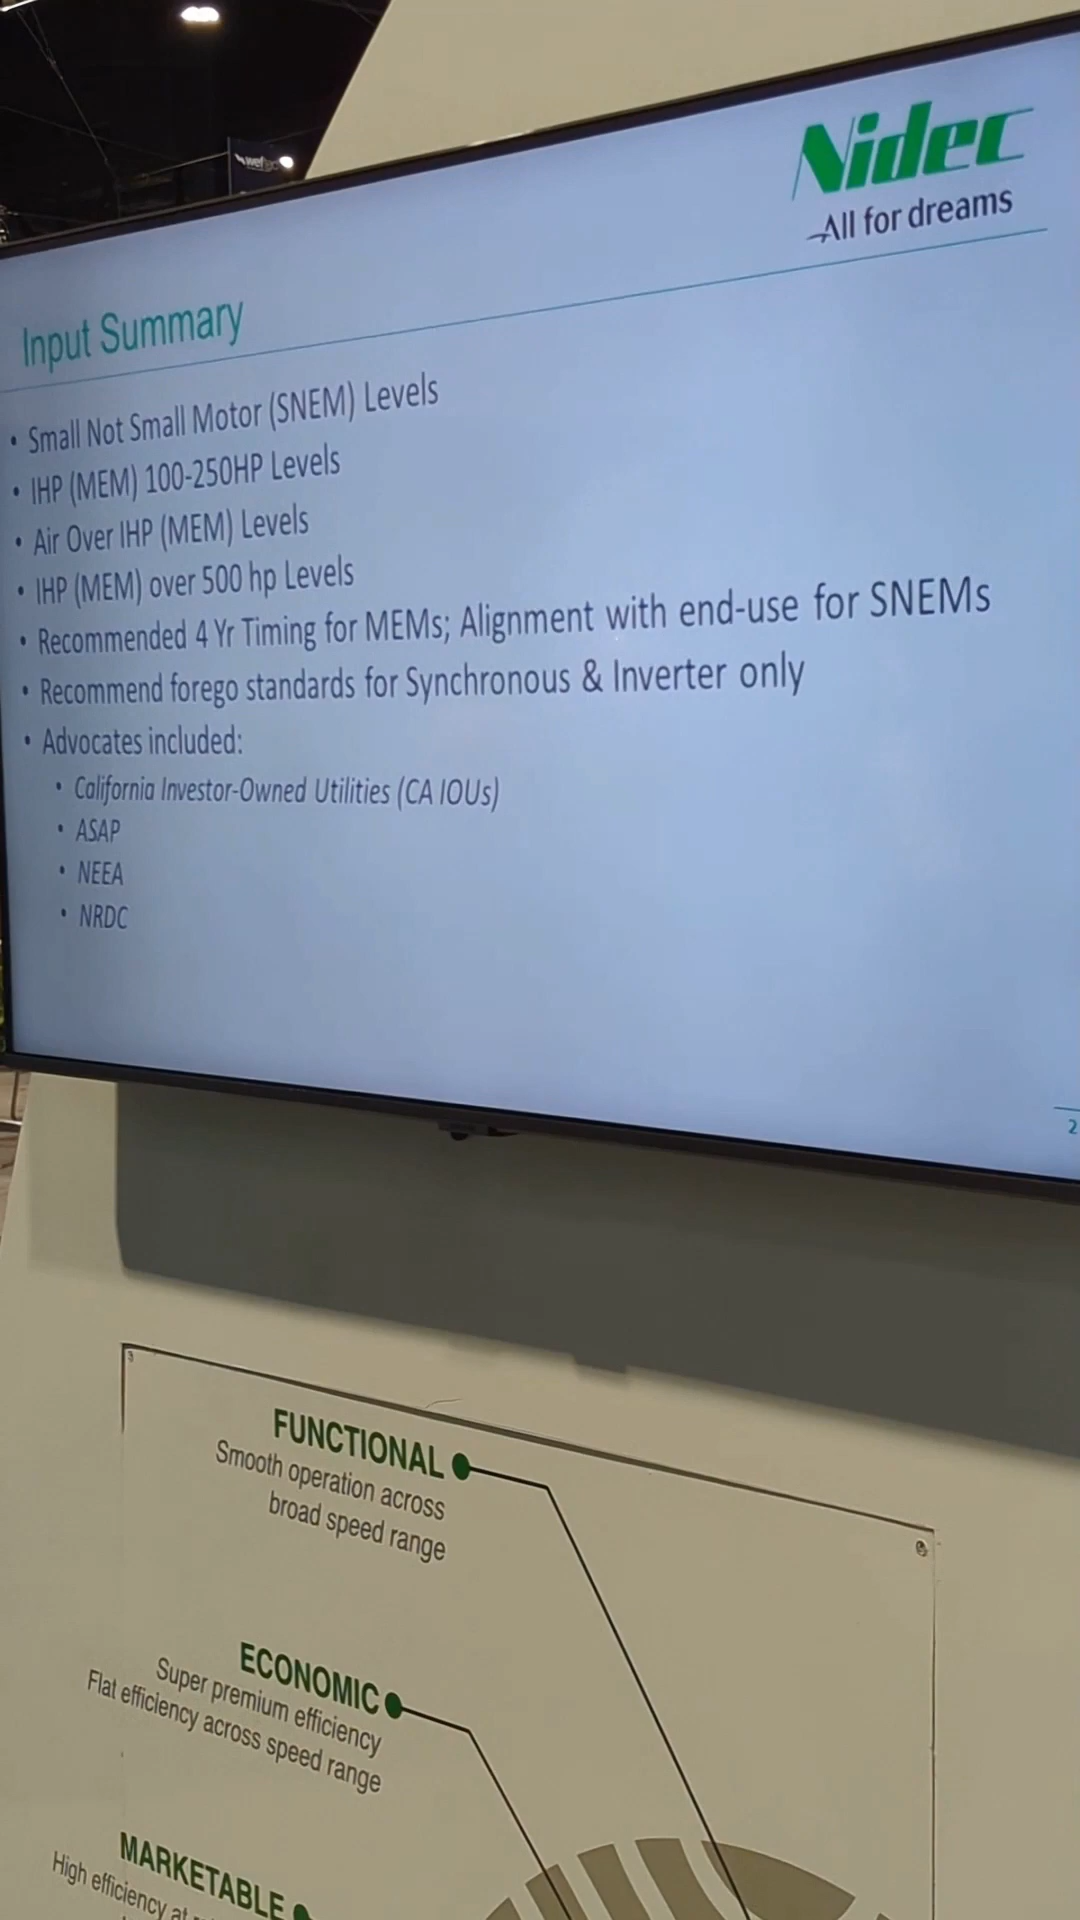 Nidec
All for dreams
Input Summary
• Small Not Small Motor (SNEM) Levels
• IHP (MEM) 100-250HP Levels
• Air Over IHP (MEM) Levels
• IHP (MEM) over 500 hp Levels
• Recommended 4 Yr Timing for MEMs; Alignment with end-use for SNEMs
• Recommend forego standards for Synchronous & Inverter only
• Advocates included:
• California Investor-Owned Utilities (CA IOUs)
• ASAP
• NEEA
• NRDC
2
FUNCTIONAL
Smooth operation across
broad speed range
ECONOMIC
Super premium efficiency
Flat efficiency across speed range
MARKETABLE
High efficiency at